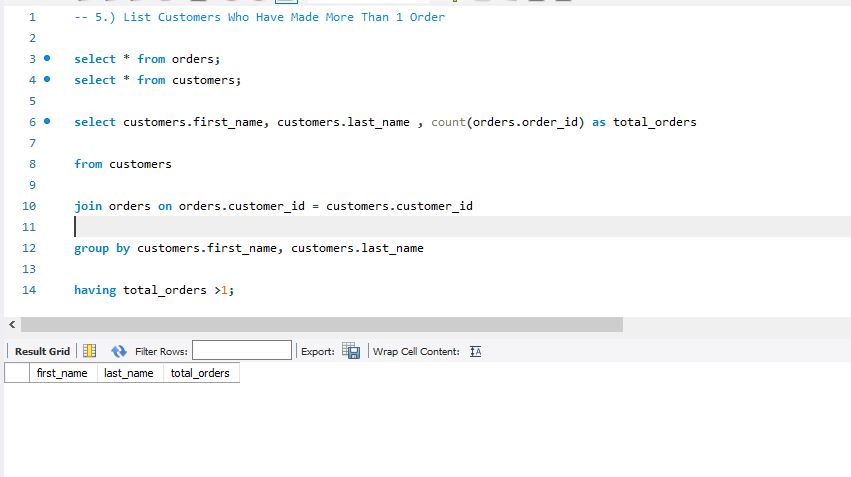 1 -- 5.) List Customers Who Have Made More Than 1 Order
2
3 select * from orders;
4 select * from customers;
5
6 select customers.first_name, customers.last_name , count(orders.order_id) as total_orders
7
8 from customers
9
10 join orders on orders.customer_id = customers.customer_id
11
12 group by customers.first_name, customers.last_name
13
14 having total_orders >1;
Result Grid Filter Rows: Export: Wrap Cell Content: IA
first_name last_name total_orders